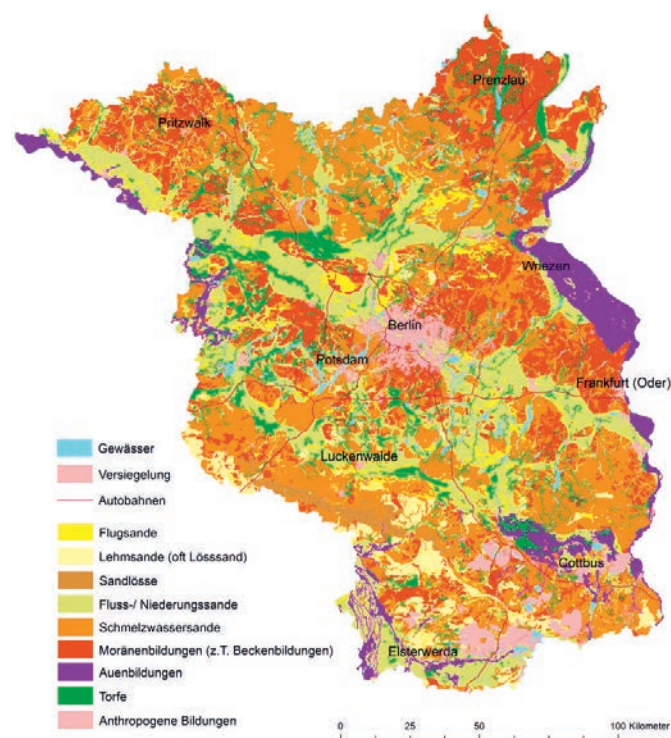 Prenzlau
Pritzwalk
Wriezen
Berlin
Potsdam
Frankfurt (Oder)
Luckenwalde
Cottbus
Elsterwerda
Gewässer
Versiegelung
Autobahnen
Flugsande
Lehmsande (oft Lösssand)
Sandlösse
Fluss-/ Niederungssande
Schmelzwassersande
Moränenbildungen (z.T. Beckenbildungen)
Auenbildungen
Torfe
Anthropogene Bildungen
0 25 50 100 Kilometer